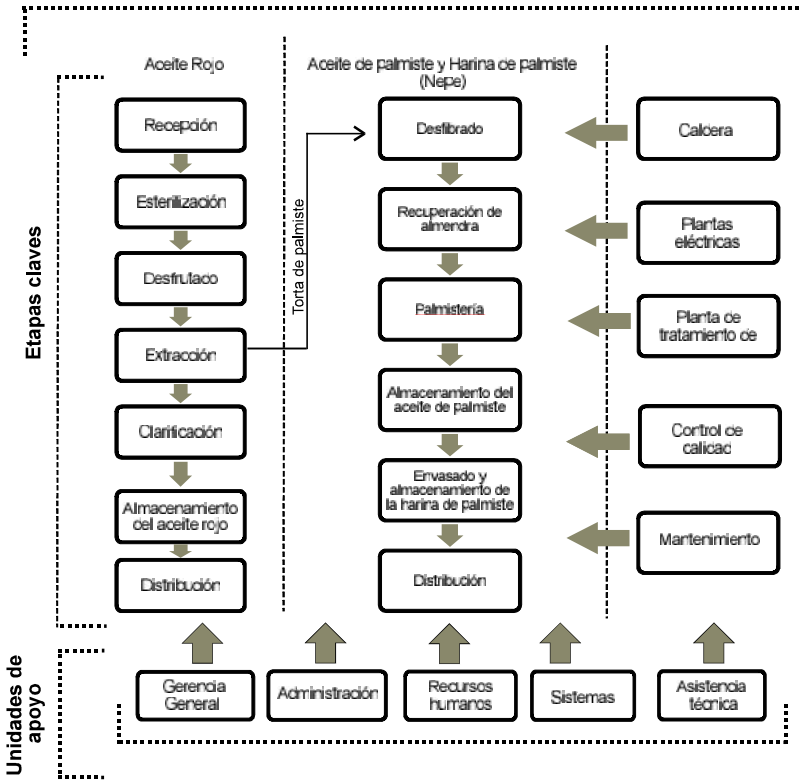 Aceite Rojo
Aceite de palmiste y Harina de palmiste
(Nepe)
Etapas claves
Recepción
Esterilización
Desfrutado
Extracción
Clarificación
Almacenamiento
del aceite rojo
Distribución
Torta de palmiste
Desfibrado
Recuperación de
almendra
Palmistería
Almacenamiento del
aceite de palmiste
Envasado y
almacenamiento de
la harina de palmiste
Distribución
Caldera
Plantas
eléctricas
Planta de
tratamiento de
Control de
calidad
Mantenimiento
Unidades de
apoyo
Gerencia
General
Administración
Recursos
humanos
Sistemas
Asistencia
técnica